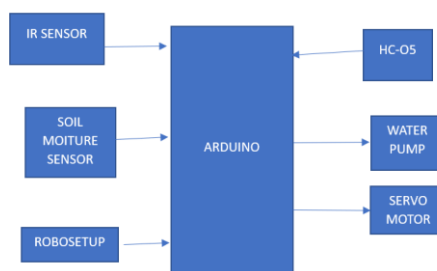 IR SENSOR
SOIL
MOITURE
SENSOR
ROBOSETUP
ARDUINO
HC-O5
WATER
PUMP
SERVO
MOTOR